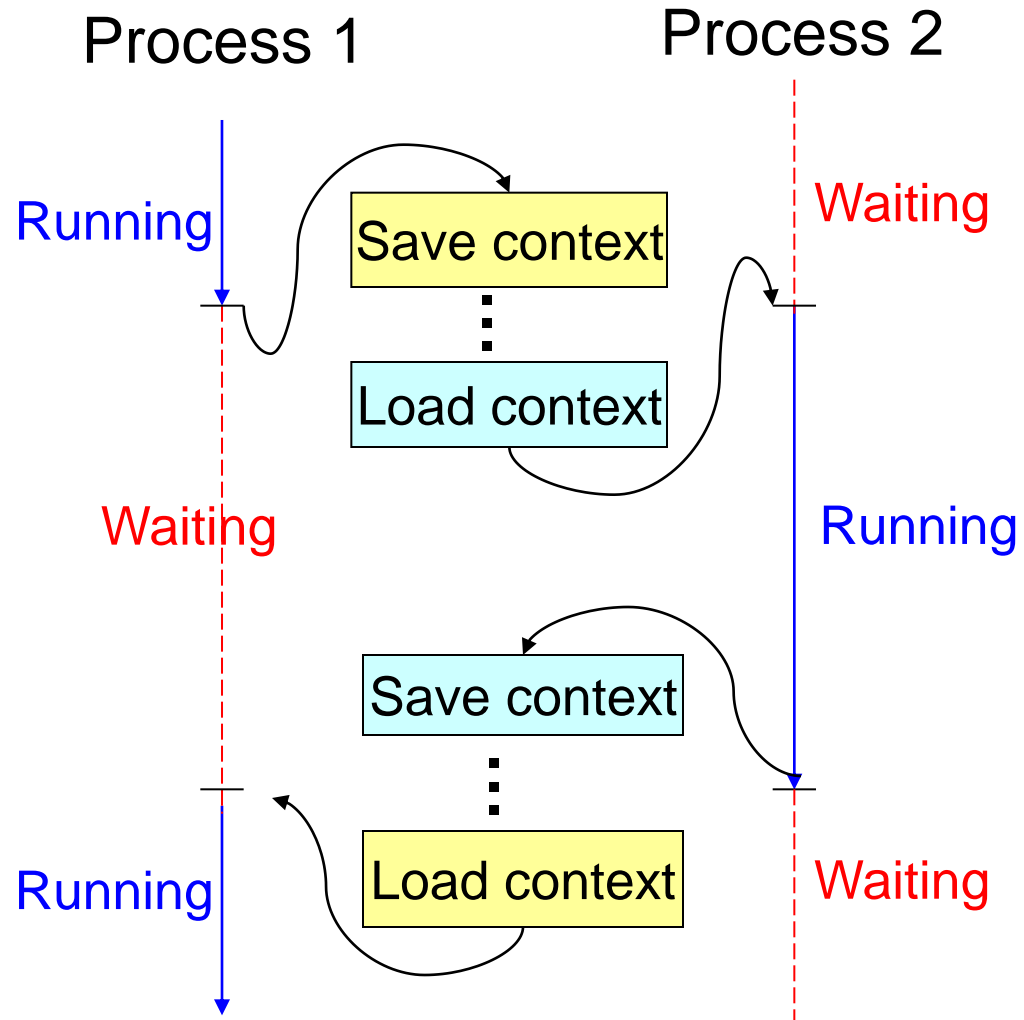 Process 1
Process 2
Running
Save context
Waiting
Load context
Waiting
Running
Save context
Running
Load context
Waiting